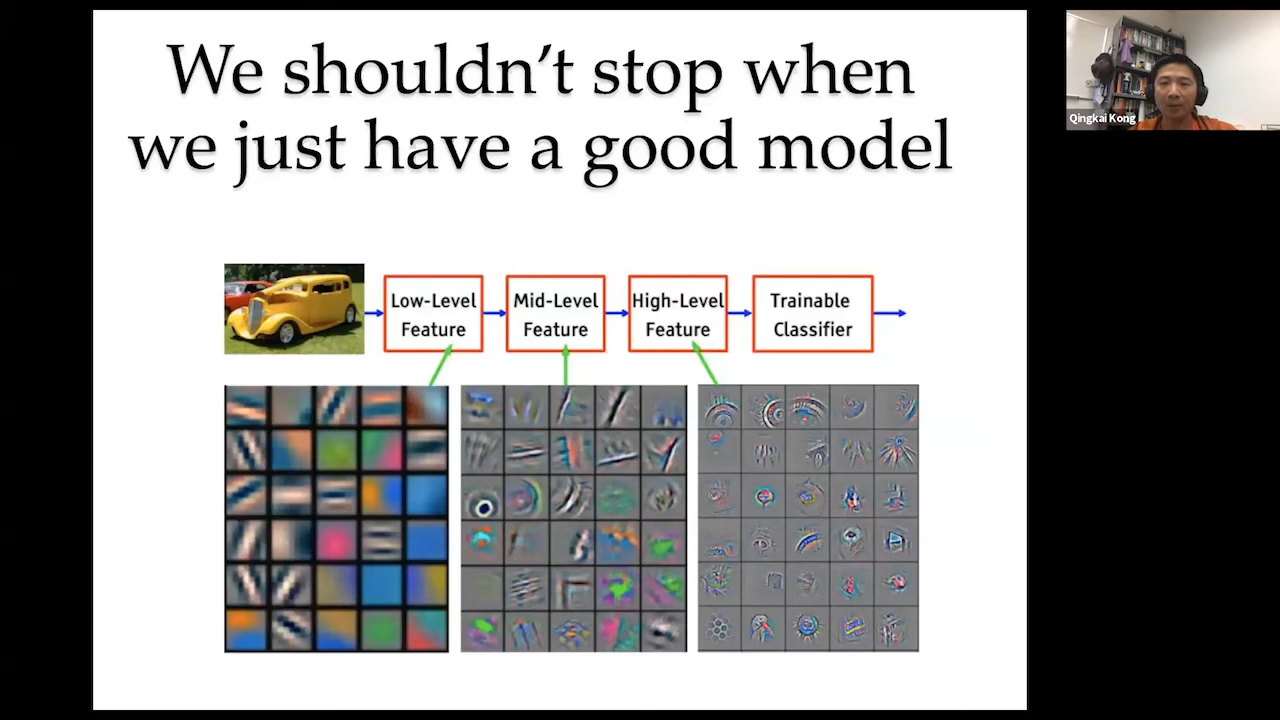 We shouldn't stop when
we just have a good model
Low-Level
Feature
Mid-Level
Feature
High-Level
Feature
Trainable
Classifier
Qingkai Kong